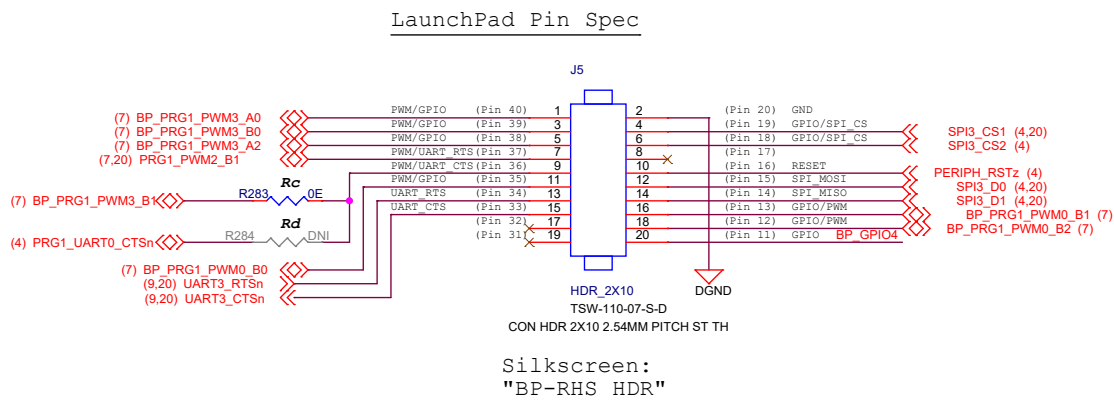 LaunchPad Pin Spec
J5
PWM/GPIO (Pin 40) 1 2 (Pin 20) GND
(7) BP_PRG1_PWM3_A0 PWM/GPIO (Pin 39) 3 4 (Pin 19) GPIO/SPI_CS SPI3_CS1 (4,20)
(7) BP_PRG1_PWM3_B0 PWM/GPIO (Pin 38) 5 6 (Pin 18) GPIO/SPI_CS SPI3_CS2 (4)
(7) BP_PRG1_PWM3_A2 PWM/UART_RTS (Pin 37) 7 8 (Pin 17)
(7,20) PRG1_PWM2_B1 PWM/UART_CTS (Pin 36) 9 10 (Pin 16) RESET PERIPH_RSTz (4)
PWM/GPIO (Pin 35) 11 12 (Pin 15) SPI_MOSI SPI3_D0 (4,20)
UART_RTS (Pin 34) 13 14 (Pin 14) SPI_MISO SPI3_D1 (4,20)
UART_CTS (Pin 33) 15 16 (Pin 13) GPIO/PWM BP_PRG1_PWM0_B1 (7)
(Pin 32) 17 18 (Pin 12) GPIO/PWM BP_PRG1_PWM0_B2 (7)
(Pin 31) 19 20 (Pin 11) GPIO BP_GPIO4
Rc
(7) BP_PRG1_PWM3_B1 R283 0E
Rd
(4) PRG1_UART0_CTSn R284 DNI
(7) BP_PRG1_PWM0_B0
(9,20) UART3_RTSn
(9,20) UART3_CTSn
HDR_2X10
DGND
TSW-110-07-S-D
CON HDR 2X10 2.54MM PITCH ST TH
Silkscreen:
"BP-RHS HDR"